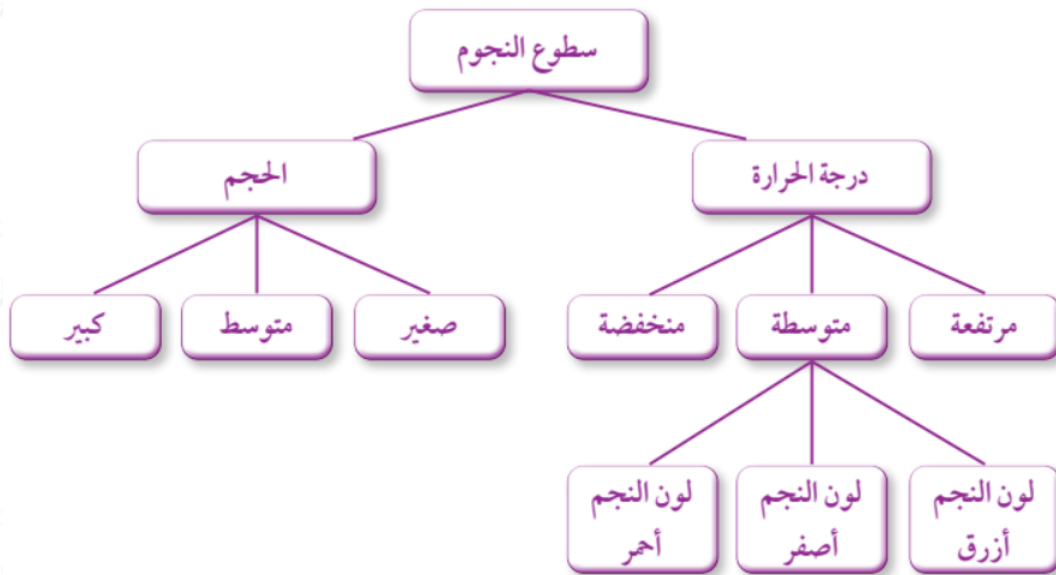 سطوع النجوم
درجة الحرارة
الحجم
مرتفعة
متوسطة
منخفضة
صغير
متوسط
كبير
لون النجم
أزرق
لون النجم
أصفر
لون النجم
أحمر